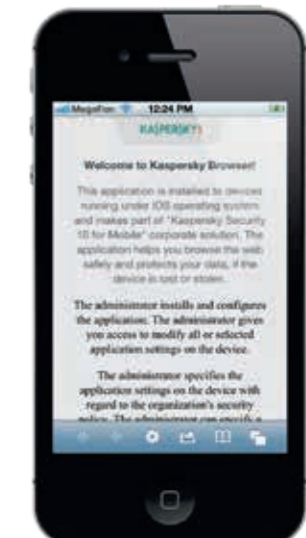 MegaFon 12:24 PM
KASPERSKY
Welcome to Kaspersky Browser!
This application is installed to devices
running under iOS operating system
and makes part of "Kaspersky Security
10 for Mobile" corporate solution. The
application helps you browse the web
safely and protects your data, if the
device is lost or stolen.
The administrator installs and configures
the application. The administrator gives
you access to modify all or selected
application settings on the device.
The administrator specifies the
application settings on the device with
regard to the organization's security
policy. The administrator can specify a